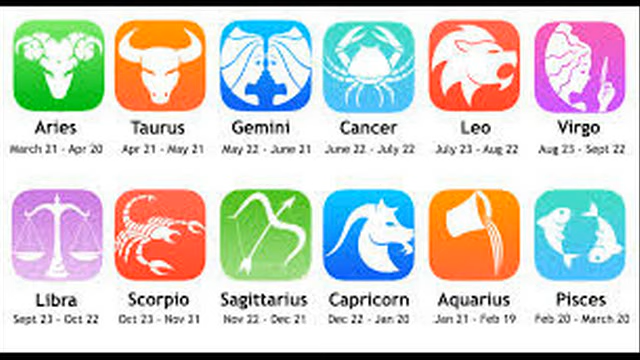 Aries Taurus Gemini Cancer Leo Virgo
March 21 - Apr 20 Apr 21 - May 21 May 22 - June 21 June 22 - July 22 July 23 - Aug 22 Aug 23 - Sept 22
Libra Scorpio Sagittarius Capricorn Aquarius Pisces
Sept 23 - Oct 22 Oct 23 - Nov 21 Nov 22 - Dec 21 Dec 22 - Jan 20 Jan 21 - Feb 19 Feb 20 - March 20